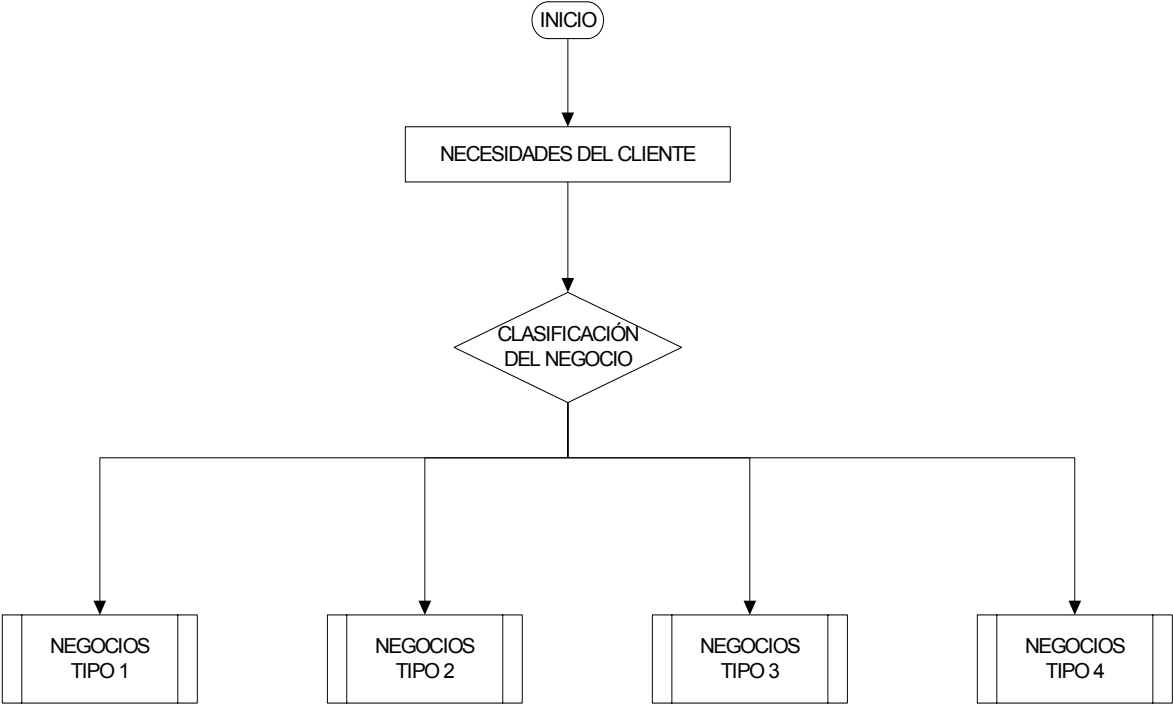 INICIO
NECESIDADES DEL CLIENTE
CLASIFICACIÓN
DEL NEGOCIO
NEGOCIOS
TIPO 1
NEGOCIOS
TIPO 2
NEGOCIOS
TIPO 3
NEGOCIOS
TIPO 4